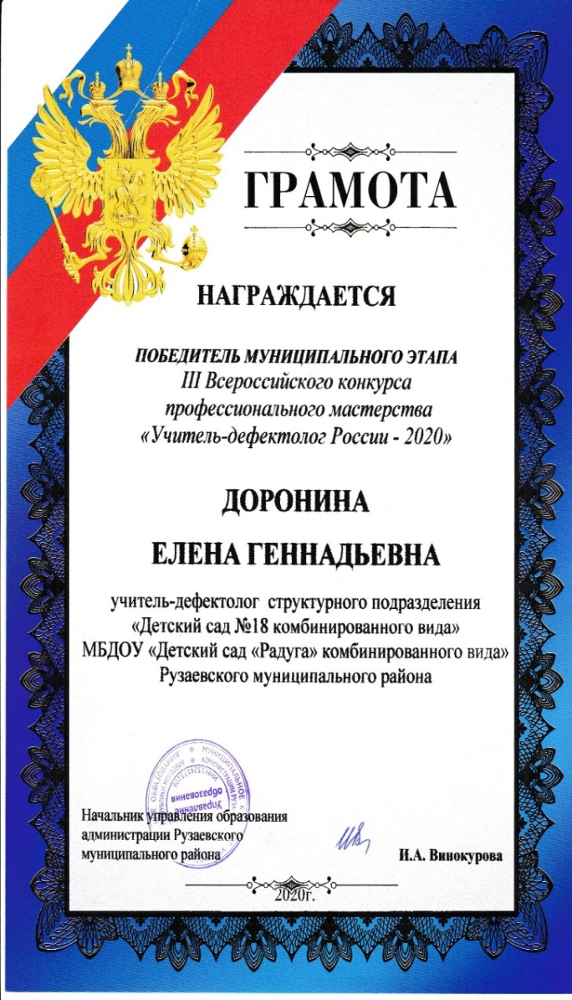 ГРАМОТА
НАГРАЖДАЕТСЯ
ПОБЕДИТЕЛЬ МУНИЦИПАЛЬНОГО ЭТАПА
III Всероссийского конкурса
профессионального мастерства
«Учитель-дефектолог России - 2020»
ДОРОНИНА
ЕЛЕНА ГЕННАДЬЕВНА
учитель-дефектолог структурного подразделения
«Детский сад №18 комбинированного вида»
МБДОУ «Детский сад «Радуга» комбинированного вида»
Рузаевского муниципального района
Управление
образования
Начальник управления образования
администрации Рузаевского
муниципального района
И.А. Винокурова
2020г.